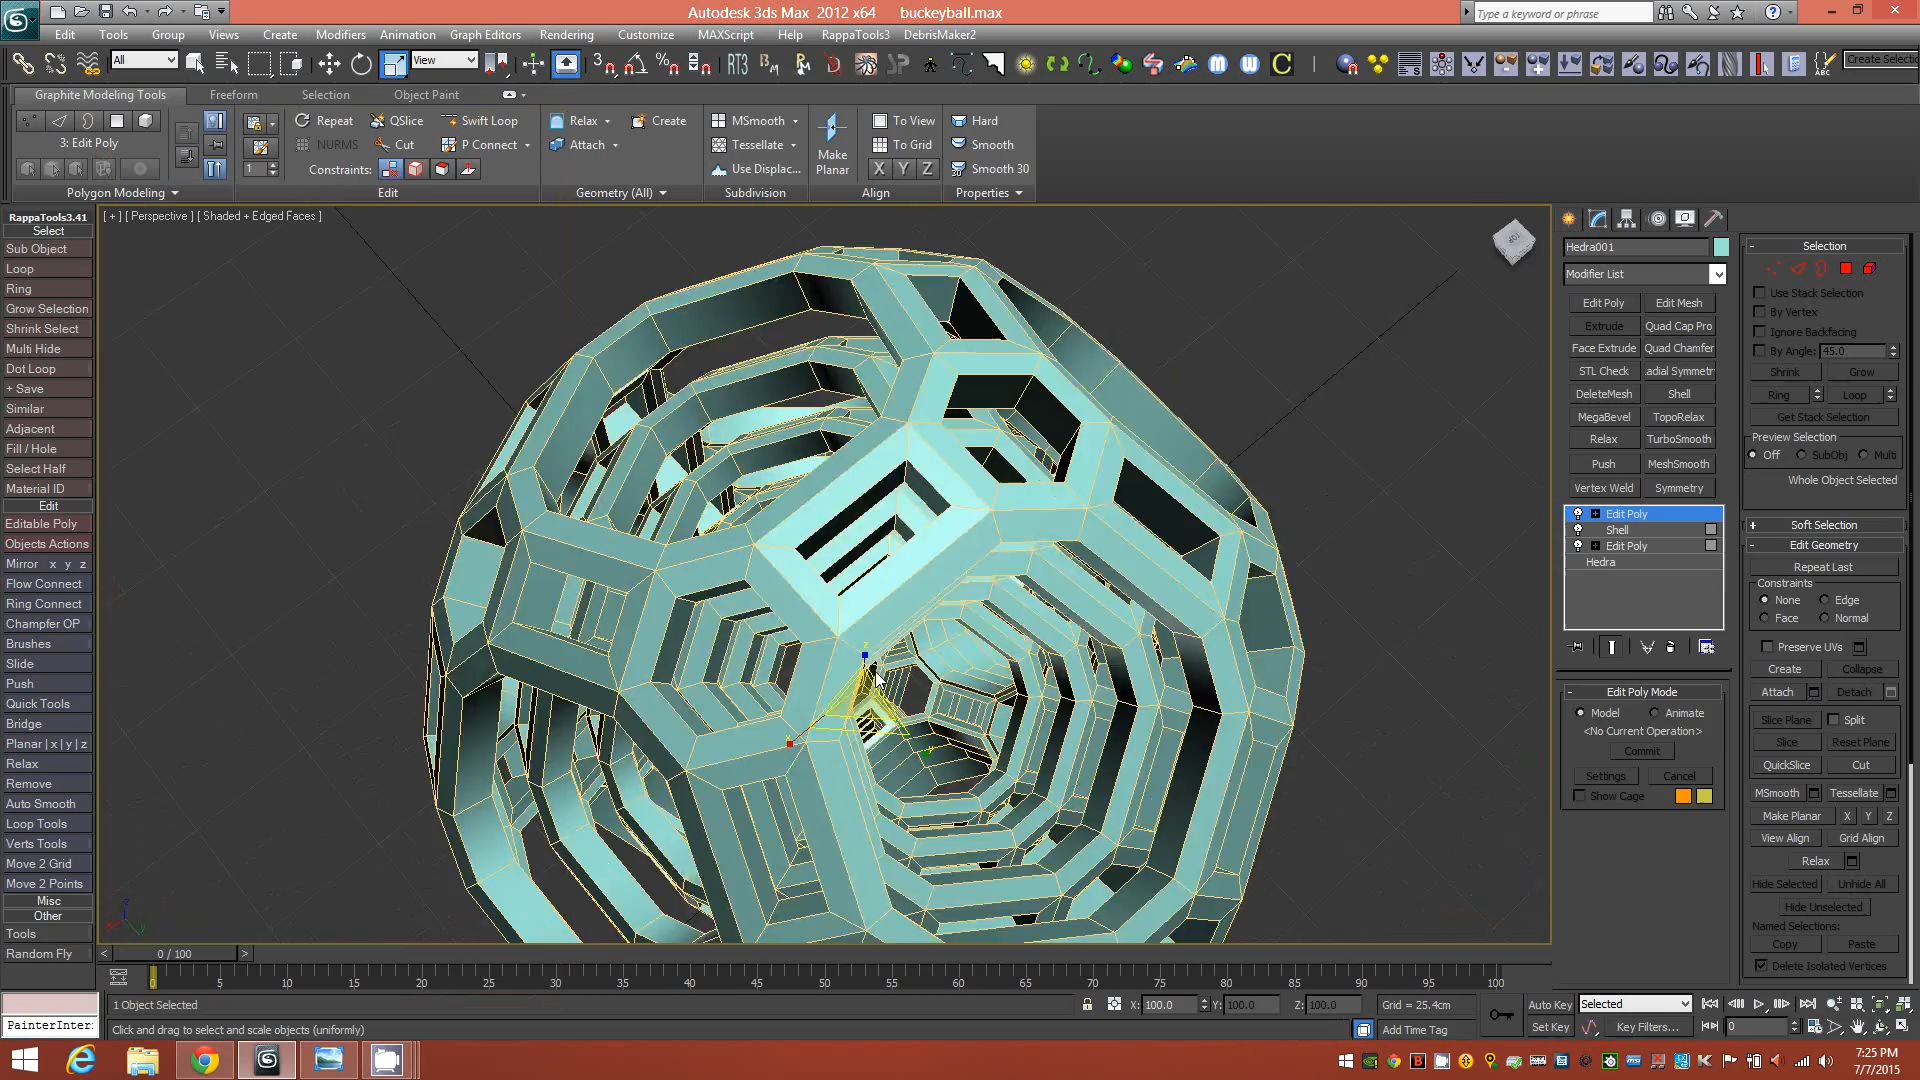 Autodesk 3ds Max 2012 x64 buckeyball.max
Type a keyword or phrase
Edit Tools Group Views Create Modifiers Animation Graph Editors Rendering Customize MAXScript Help RappaTools3 DebrisMaker2
All View RT3 Create Selectio
Graphite Modeling Tools Freeform Selection Object Paint
Repeat QSlice Swift Loop Relax Create MSmooth To View Hard
3: Edit Poly NURMS Cut P Connect Attach Tessellate Make Planar To Grid Smooth
1 Constraints: Use Displac... X Y Z Smooth 30
Polygon Modeling Edit Geometry (All) Subdivision Align Properties
[ + ] [ Perspective ] [ Shaded + Edged Faces ]
RappaTools3.41
Select
Sub Object
Loop
Ring
Grow Selection
Shrink Select
Multi Hide
Dot Loop
+ Save
Similar
Adjacent
Fill / Hole
Select Half
Material ID
Edit
Editable Poly
Objects Actions
Mirror x y z
Flow Connect
Ring Connect
Champfer OP
Brushes
Slide
Push
Quick Tools
Bridge
Planar | x | y | z
Relax
Remove
Auto Smooth
Loop Tools
Verts Tools
Move 2 Grid
Move 2 Points
Misc
Other
Tools
Random Fly
Hedra001
Modifier List
Edit Poly Edit Mesh
Extrude Quad Cap Pro
Face Extrude Quad Chamfer
STL Check adial Symmetr
DeleteMesh Shell
MegaBevel TopoRelax
Relax TurboSmooth
Push MeshSmooth
Vertex Weld Symmetry
Edit Poly
Shell
Edit Poly
Hedra
- Edit Poly Mode
Model Animate
<No Current Operation>
Commit
Settings Cancel
Show Cage
- Selection
Use Stack Selection
By Vertex
Ignore Backfacing
By Angle: 45.0
Shrink Grow
Ring Loop
Get Stack Selection
Preview Selection
Off SubObj Multi
Whole Object Selected
+ Soft Selection
- Edit Geometry
Repeat Last
Constraints
None Edge
Face Normal
Preserve UVs
Create Collapse
Attach Detach
Slice Plane Split
Slice Reset Plane
QuickSlice Cut
MSmooth Tessellate
Make Planar X Y Z
View Align Grid Align
Relax
Hide Selected Unhide All
Hide Unselected
Named Selections:
Copy Paste
Delete Isolated Vertices
< 0 / 100 >
0 5 10 15 20 25 30 35 40 45 50 55 60 65 70 75 80 85 90 95 100
1 Object Selected X: 100.0 Y: 100.0 Z: 100.0 Grid = 25.4cm Auto Key Selected
PainterInter: Click and drag to select and scale objects (uniformly) Add Time Tag Set Key Key Filters... 0
7:25 PM
7/7/2015